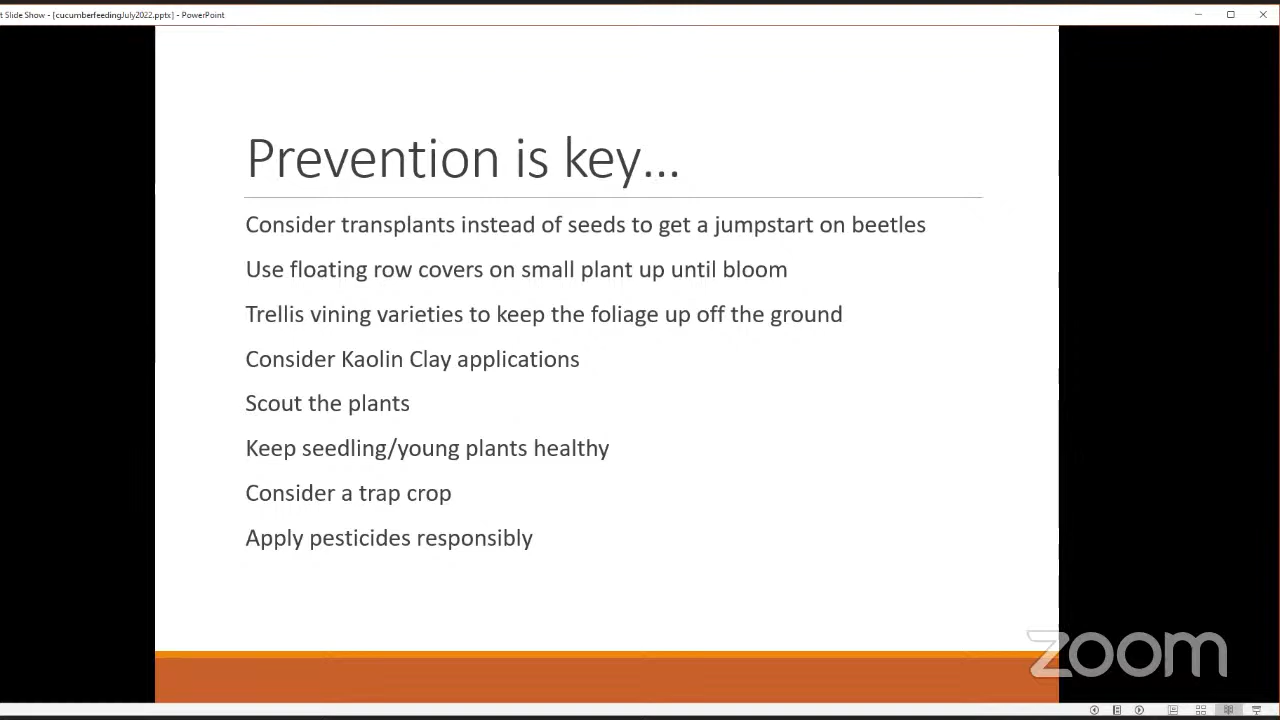 t Slide Show - [cucumberfeedingJuly2022.pptx] - PowerPoint
Prevention is key...
Consider transplants instead of seeds to get a jumpstart on beetles
Use floating row covers on small plant up until bloom
Trellis vining varieties to keep the foliage up off the ground
Consider Kaolin Clay applications
Scout the plants
Keep seedling/young plants healthy
Consider a trap crop
Apply pesticides responsibly
zoom